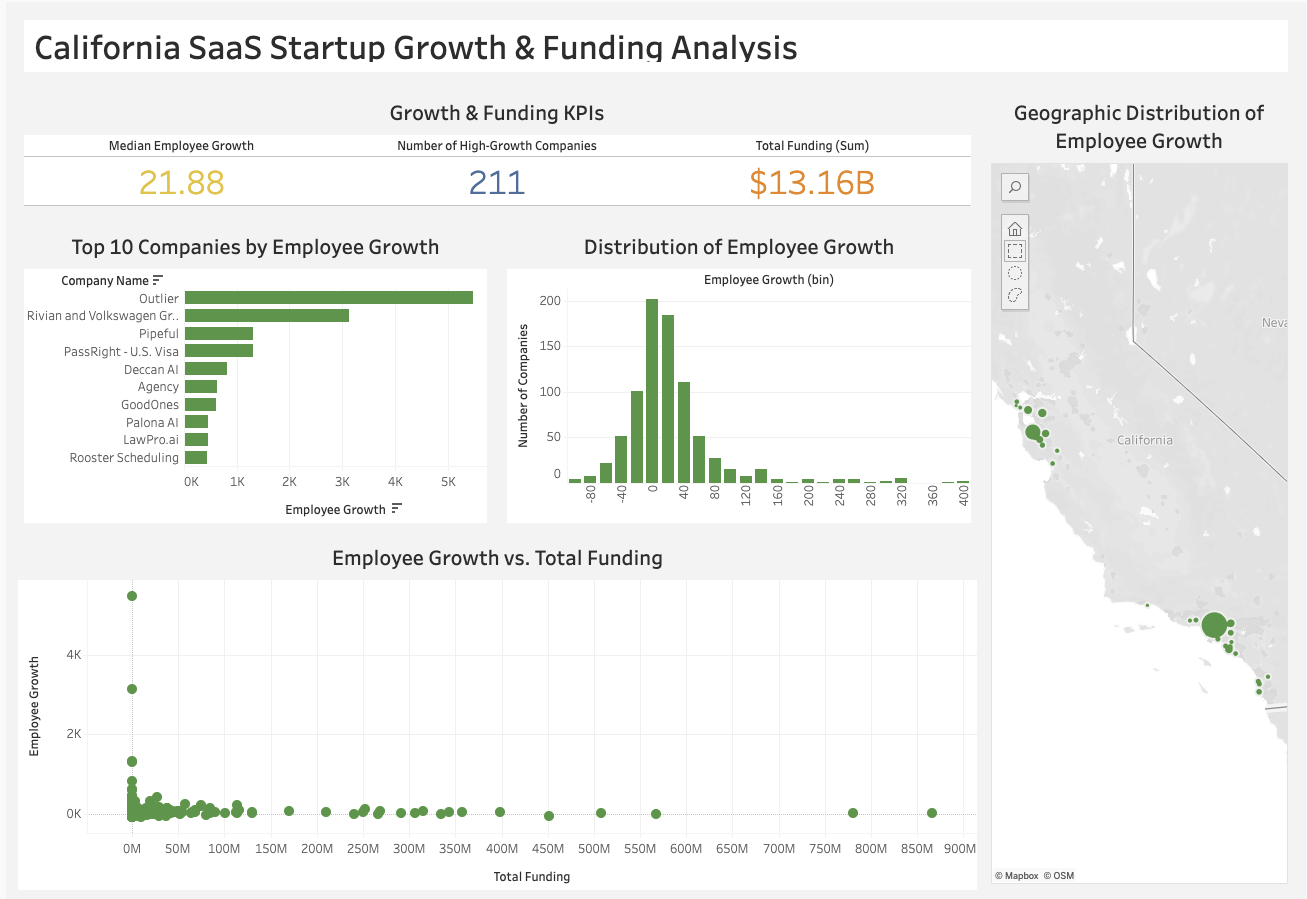 California SaaS Startup Growth & Funding Analysis
Growth & Funding KPIs
Median Employee Growth
Number of High-Growth Companies
Total Funding (Sum)
21.88
211
$13.16B
Top 10 Companies by Employee Growth
Company Name
Outlier
Rivian and Volkswagen Gr..
Pipeful
PassRight - U.S. Visa
Deccan AI
Agency
GoodOnes
Palona AI
LawPro.ai
Rooster Scheduling
0K 1K 2K 3K 4K 5K
Employee Growth
Distribution of Employee Growth
Employee Growth (bin)
Number of Companies
200
150
100
50
0
-80 -40 0 40 80 120 160 200 240 280 320 360 400
Employee Growth vs. Total Funding
Employee Growth
4K
2K
0K
0M 50M 100M 150M 200M 250M 300M 350M 400M 450M 500M 550M 600M 650M 700M 750M 800M 850M 900M
Total Funding
Geographic Distribution of
Employee Growth
Neva
California
© Mapbox © OSM